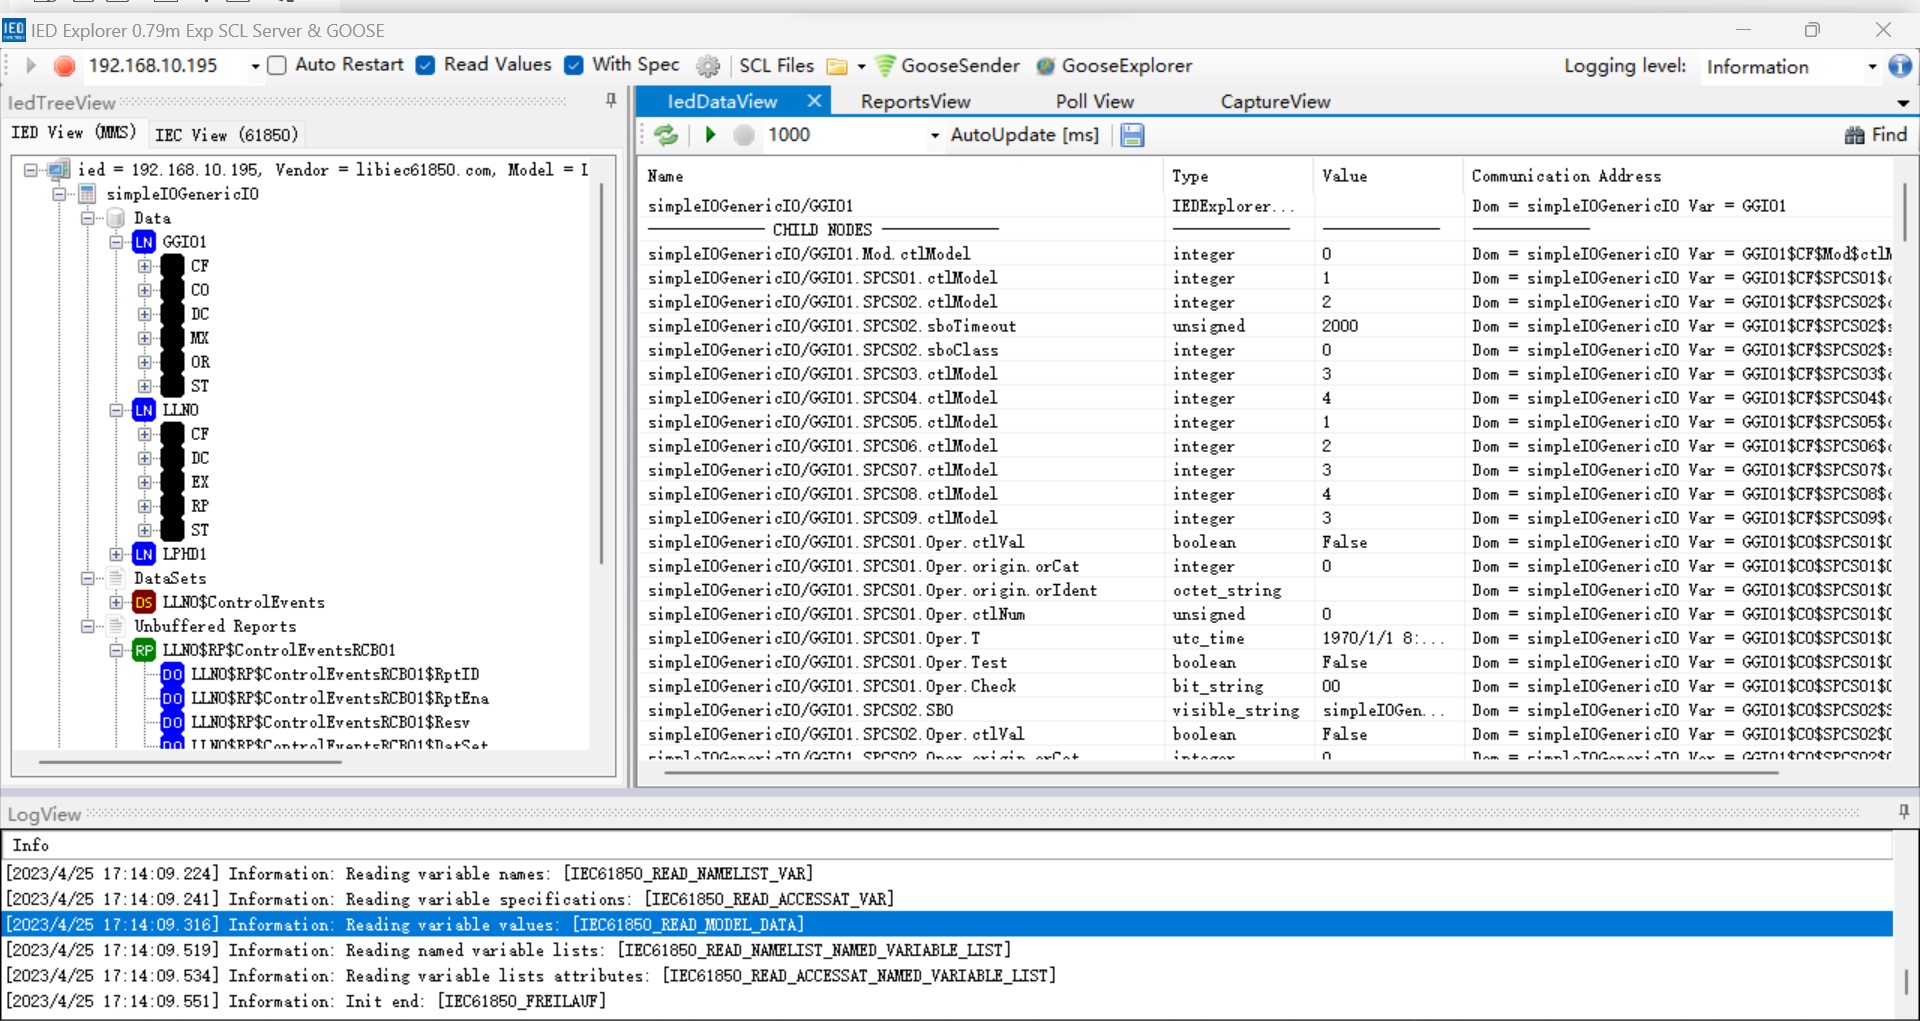 IED Explorer 0.79m Exp SCL Server & GOOSE
192.168.10.195 Auto Restart Read Values With Spec SCL Files GooseSender GooseExplorer Logging level: Information
IedTreeView
IED View (MMS) IEC View (61850)
ied = 192.168.10.195, Vendor = libiec61850.com, Model = I
simpleIOGenericIO
Data
LN GGIO1
CF
CO
DC
MX
OR
ST
LN LLN0
CF
DC
EX
RP
ST
LN LPHD1
DataSets
DS LLN0$ControlEvents
Unbuffered Reports
RP LLN0$RP$ControlEventsRCB01
DO LLN0$RP$ControlEventsRCB01$RptID
DO LLN0$RP$ControlEventsRCB01$RptEna
DO LLN0$RP$ControlEventsRCB01$Resv
DO LLN0$RP$ControlEventsRCB01$DatSet
IedDataView ReportsView Poll View CaptureView
1000 AutoUpdate [ms] Find
Name Type Value Communication Address
simpleIOGenericIO/GGIO1 IEDExplorer... Dom = simpleIOGenericIO Var = GGIO1
CHILD NODES
simpleIOGenericIO/GGIO1.Mod.ctlModel integer 0 Dom = simpleIOGenericIO Var = GGIO1$CF$Mod$ctlM
simpleIOGenericIO/GGIO1.SPCSO1.ctlModel integer 1 Dom = simpleIOGenericIO Var = GGIO1$CF$SPCSO1$c
simpleIOGenericIO/GGIO1.SPCSO2.ctlModel integer 2 Dom = simpleIOGenericIO Var = GGIO1$CF$SPCSO2$c
simpleIOGenericIO/GGIO1.SPCSO2.sboTimeout unsigned 2000 Dom = simpleIOGenericIO Var = GGIO1$CF$SPCSO2$s
simpleIOGenericIO/GGIO1.SPCSO2.sboClass integer 0 Dom = simpleIOGenericIO Var = GGIO1$CF$SPCSO2$s
simpleIOGenericIO/GGIO1.SPCSO3.ctlModel integer 3 Dom = simpleIOGenericIO Var = GGIO1$CF$SPCSO3$c
simpleIOGenericIO/GGIO1.SPCSO4.ctlModel integer 4 Dom = simpleIOGenericIO Var = GGIO1$CF$SPCSO4$c
simpleIOGenericIO/GGIO1.SPCSO5.ctlModel integer 1 Dom = simpleIOGenericIO Var = GGIO1$CF$SPCSO5$c
simpleIOGenericIO/GGIO1.SPCSO6.ctlModel integer 2 Dom = simpleIOGenericIO Var = GGIO1$CF$SPCSO6$c
simpleIOGenericIO/GGIO1.SPCSO7.ctlModel integer 3 Dom = simpleIOGenericIO Var = GGIO1$CF$SPCSO7$c
simpleIOGenericIO/GGIO1.SPCSO8.ctlModel integer 4 Dom = simpleIOGenericIO Var = GGIO1$CF$SPCSO8$c
simpleIOGenericIO/GGIO1.SPCSO9.ctlModel integer 3 Dom = simpleIOGenericIO Var = GGIO1$CF$SPCSO9$c
simpleIOGenericIO/GGIO1.SPCSO1.Oper.ctlVal boolean False Dom = simpleIOGenericIO Var = GGIO1$CO$SPCSO1$O
simpleIOGenericIO/GGIO1.SPCSO1.Oper.origin.orCat integer 0 Dom = simpleIOGenericIO Var = GGIO1$CO$SPCSO1$O
simpleIOGenericIO/GGIO1.SPCSO1.Oper.origin.orIdent octet_string Dom = simpleIOGenericIO Var = GGIO1$CO$SPCSO1$O
simpleIOGenericIO/GGIO1.SPCSO1.Oper.ctlNum unsigned 0 Dom = simpleIOGenericIO Var = GGIO1$CO$SPCSO1$O
simpleIOGenericIO/GGIO1.SPCSO1.Oper.T utc_time 1970/1/1 8:... Dom = simpleIOGenericIO Var = GGIO1$CO$SPCSO1$O
simpleIOGenericIO/GGIO1.SPCSO1.Oper.Test boolean False Dom = simpleIOGenericIO Var = GGIO1$CO$SPCSO1$O
simpleIOGenericIO/GGIO1.SPCSO1.Oper.Check bit_string 00 Dom = simpleIOGenericIO Var = GGIO1$CO$SPCSO1$O
simpleIOGenericIO/GGIO1.SPCSO2.SBO visible_string simpleIOGen... Dom = simpleIOGenericIO Var = GGIO1$CO$SPCSO2$S
simpleIOGenericIO/GGIO1.SPCSO2.Oper.ctlVal boolean False Dom = simpleIOGenericIO Var = GGIO1$CO$SPCSO2$O
simpleIOGenericIO/GGIO1.SPCSO2.Oper.origin.orCat integer 0 Dom = simpleIOGenericIO Var = GGIO1$CO$SPCSO2$O
LogView
Info
[2023/4/25 17:14:09.224] Information: Reading variable names: [IEC61850_READ_NAMELIST_VAR]
[2023/4/25 17:14:09.241] Information: Reading variable specifications: [IEC61850_READ_ACCESSAT_VAR]
[2023/4/25 17:14:09.316] Information: Reading variable values: [IEC61850_READ_MODEL_DATA]
[2023/4/25 17:14:09.519] Information: Reading named variable lists: [IEC61850_READ_NAMELIST_NAMED_VARIABLE_LIST]
[2023/4/25 17:14:09.534] Information: Reading variable lists attributes: [IEC61850_READ_ACCESSAT_NAMED_VARIABLE_LIST]
[2023/4/25 17:14:09.551] Information: Init end: [IEC61850_FREILAUF]